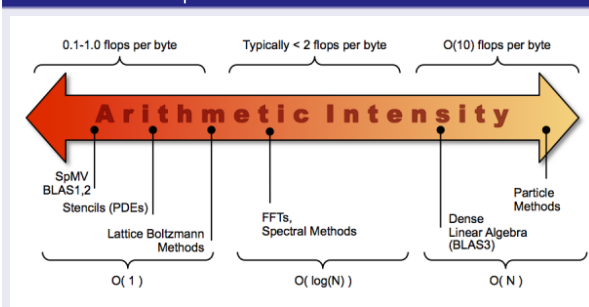 0.1-1.0 flops per byte
Typically < 2 flops per byte
O(10) flops per byte
Arithmetic Intensity
SpMV
BLAS1,2
Stencils (PDEs)
Lattice Boltzmann
Methods
FFTs,
Spectral Methods
Dense
Linear Algebra
(BLAS3)
Particle
Methods
O( 1 )
O( log(N) )
O( N )